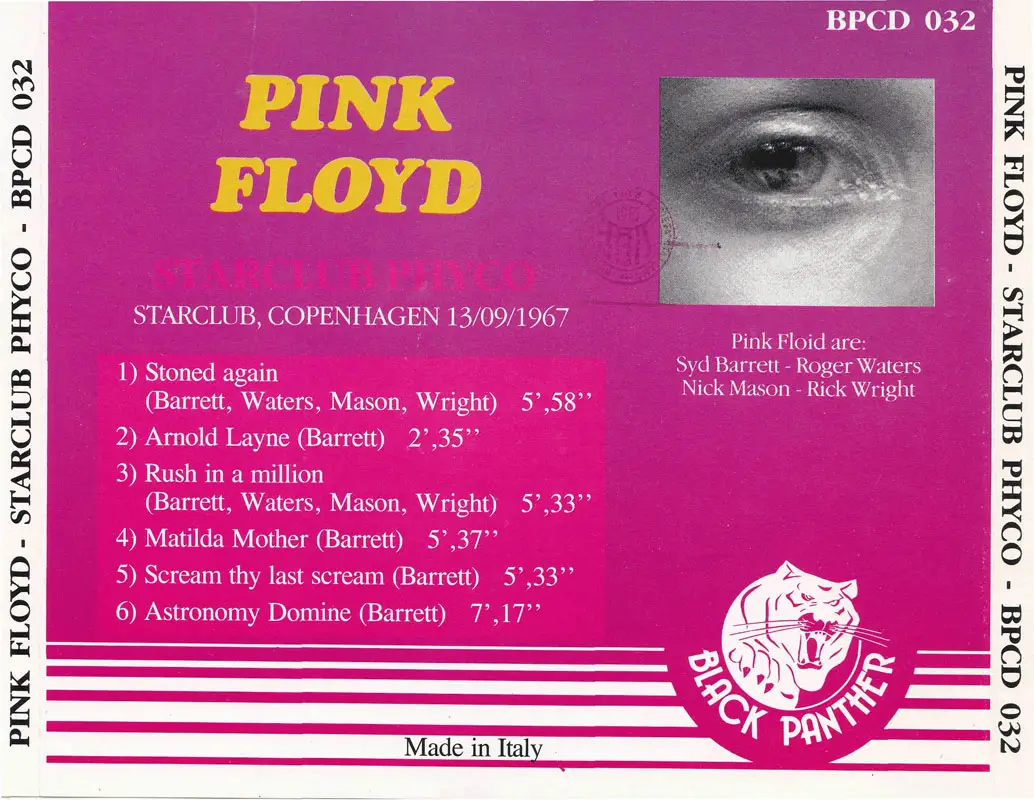 BPCD 032
PINK FLOYD - STARCLUB PHYCO - BPCD 032
PINK
FLOYD
STARCLUB PHYCO
STARCLUB, COPENHAGEN 13/09/1967
1) Stoned again
(Barrett, Waters, Mason, Wright) 5’,58’’
2) Arnold Layne (Barrett) 2’,35’’
3) Rush in a million
(Barrett, Waters, Mason, Wright) 5’,33’’
4) Matilda Mother (Barrett) 5’,37’’
5) Scream thy last scream (Barrett) 5’,33’’
6) Astronomy Domine (Barrett) 7’,17’’
Pink Floid are:
Syd Barrett - Roger Waters
Nick Mason - Rick Wright
BLACK PANTHER
Made in Italy
PINK FLOYD - STARCLUB PHYCO - BPCD 032